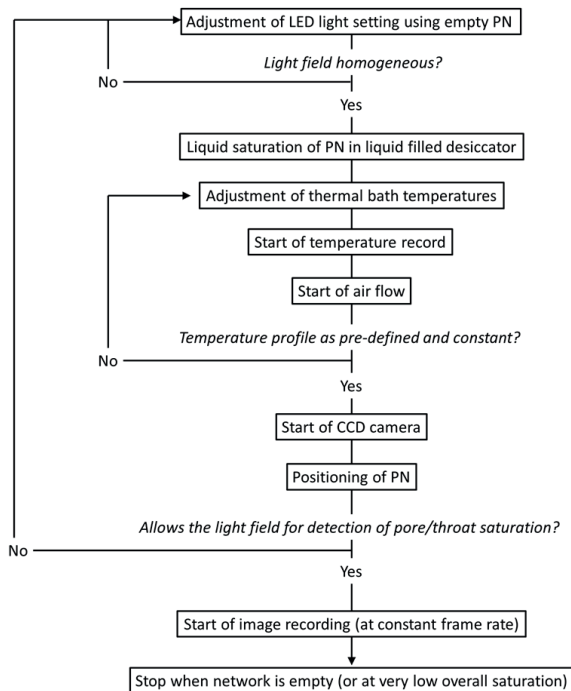 Adjustment of LED light setting using empty PN
Light field homogeneous?
No
Yes
Liquid saturation of PN in liquid filled desiccator
Adjustment of thermal bath temperatures
Start of temperature record
Start of air flow
Temperature profile as pre-defined and constant?
No
Yes
Start of CCD camera
Positioning of PN
Allows the light field for detection of pore/throat saturation?
No
Yes
Start of image recording (at constant frame rate)
Stop when network is empty (or at very low overall saturation)